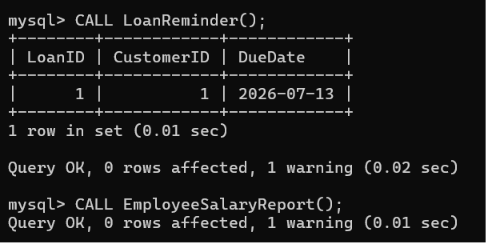 mysql> CALL LoanReminder();
+--------+------------+------------+
| LoanID | CustomerID | DueDate    |
+--------+------------+------------+
|      1 |          1 | 2026-07-13 |
+--------+------------+------------+
1 row in set (0.01 sec)

Query OK, 0 rows affected, 1 warning (0.02 sec)

mysql> CALL EmployeeSalaryReport();
Query OK, 0 rows affected, 1 warning (0.01 sec)